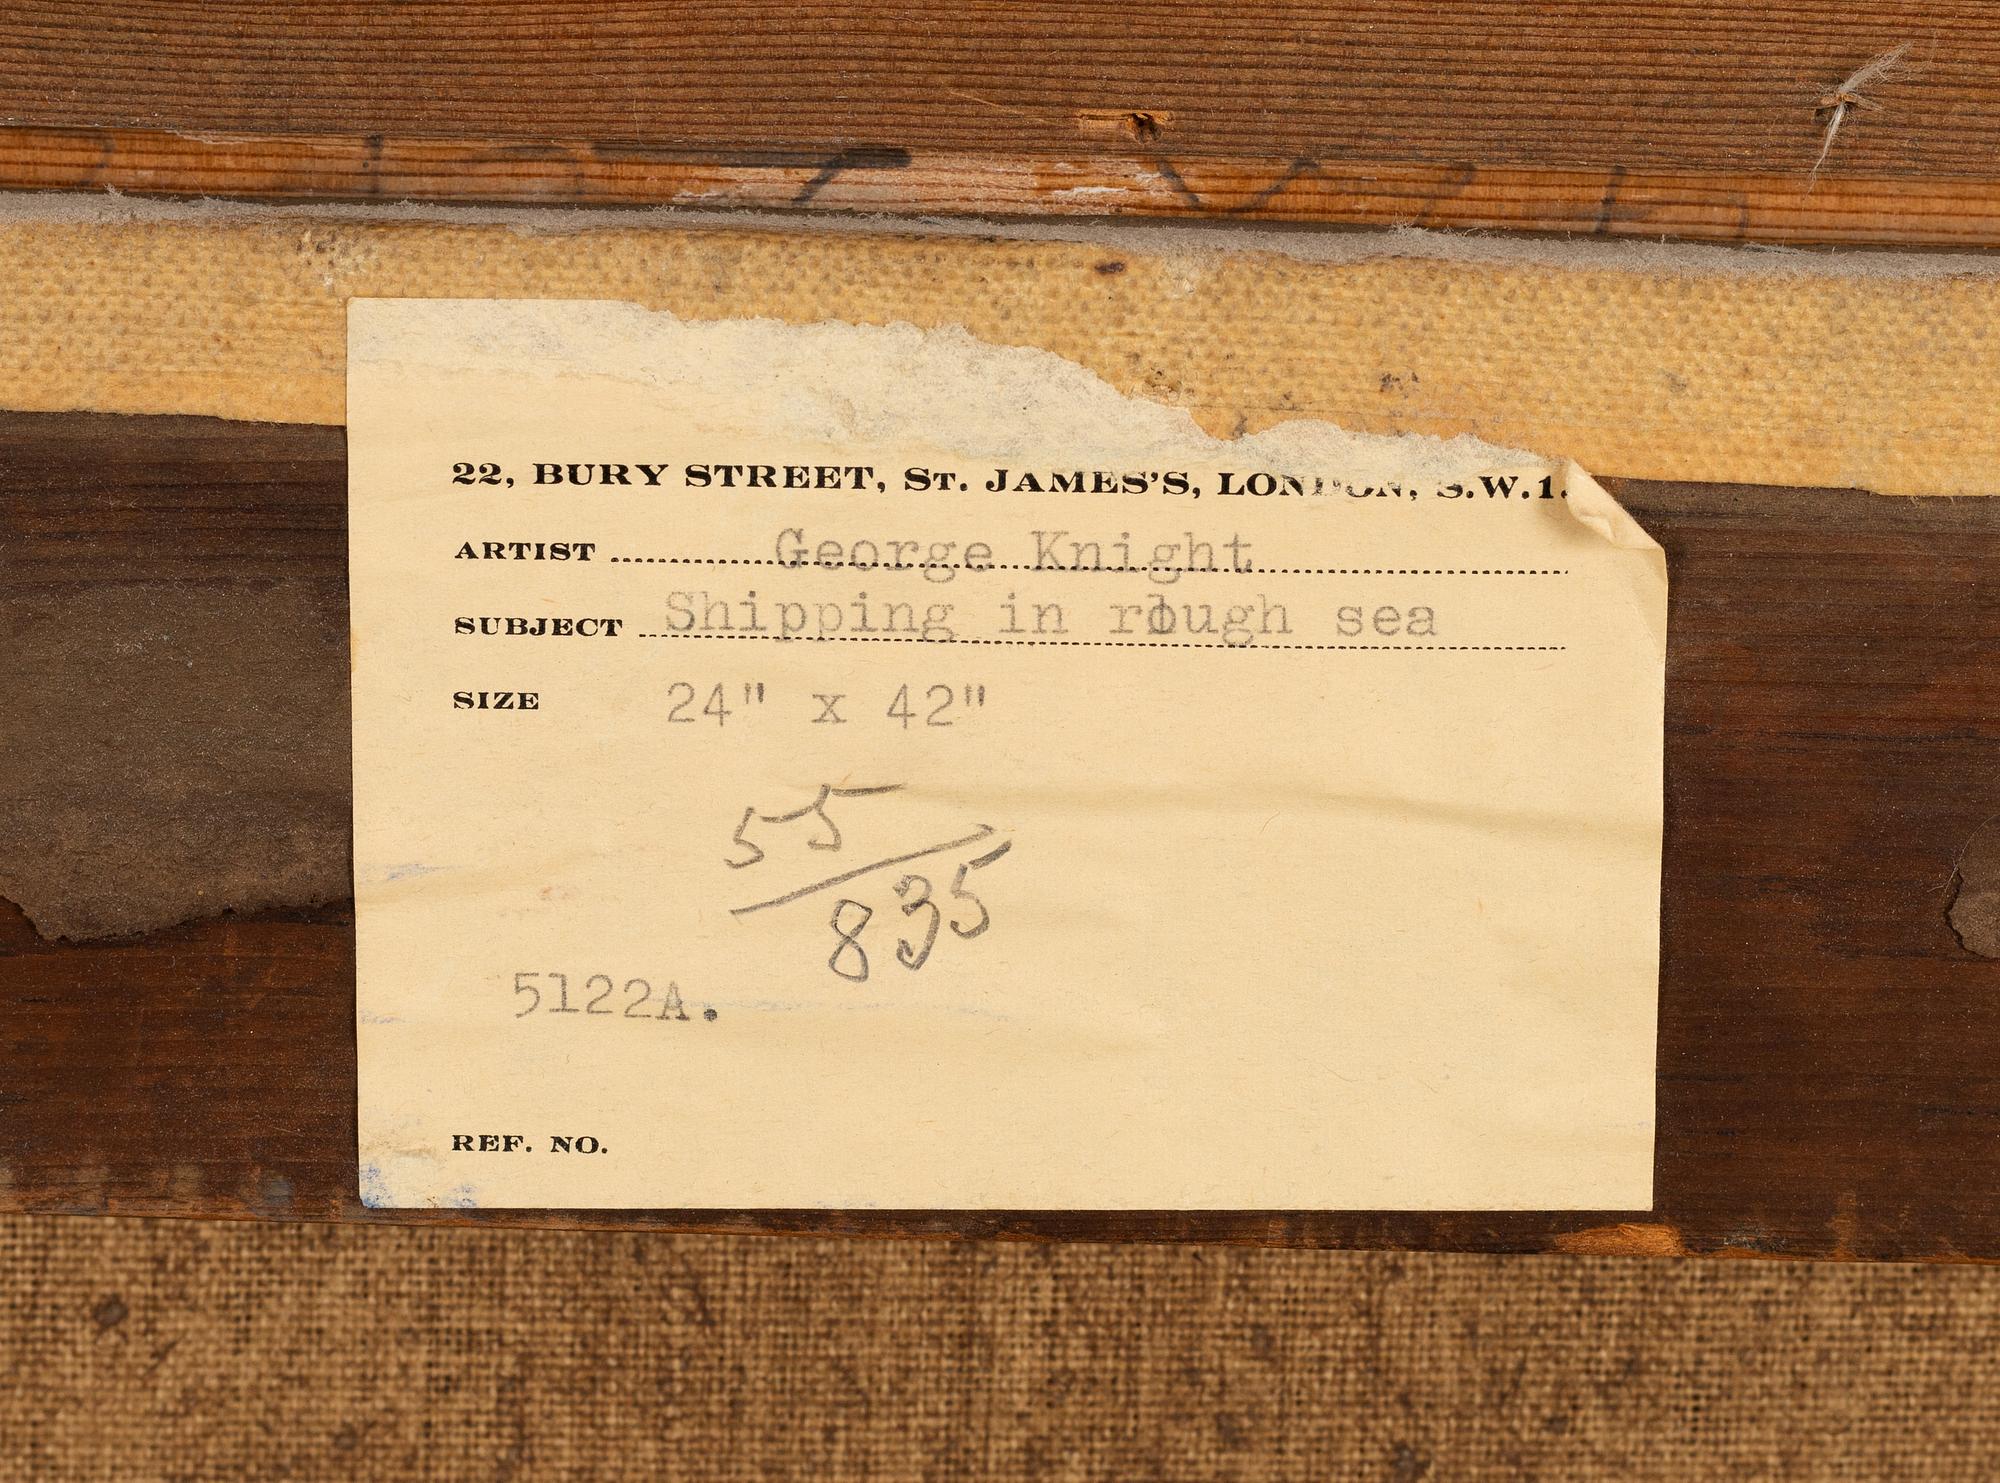 22, BURY STREET, St. JAMES'S, LONDON, S.W.1.
ARTIST George Knight
SUBJECT Shipping in rough sea
SIZE 24" x 42"
55
835
5122A.
REF. NO.